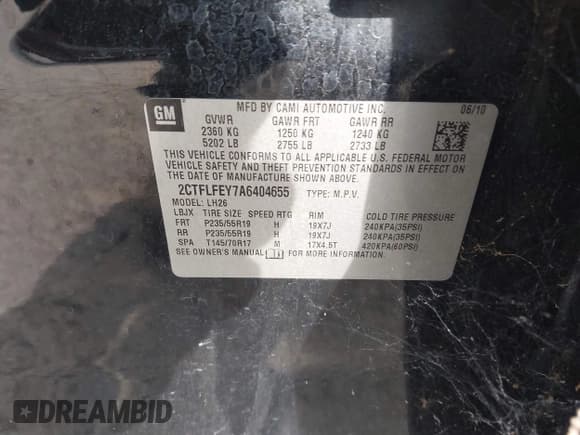 GM
MFD BY CAMI AUTOMOTIVE INC. 06/10
GVWR GAWR FRT GAWR RR
2360 KG 1250 KG 1240 KG
5202 LB 2755 LB 2733 LB
THIS VEHICLE CONFORMS TO ALL APPLICABLE U.S. FEDERAL MOTOR
VEHICLE SAFETY AND THEFT PREVENTION STANDARDS IN EFFECT ON
THE DATE OF MANUFACTURE SHOWN ABOVE.
2CTFLFEY7A6404655 TYPE: M.P.V.
MODEL: LH26
LBJX TIRE SIZE SPEED RTG RIM COLD TIRE PRESSURE
FRT P235/55R19 H 19X7J 240KPA(35PSI)
RR P235/55R19 H 19X7J 240KPA(35PSI)
SPA T145/70R17 M 17X4.5T 420KPA(60PSI)
SEE OWNER'S MANUAL FOR MORE INFORMATION.
DREAMBID